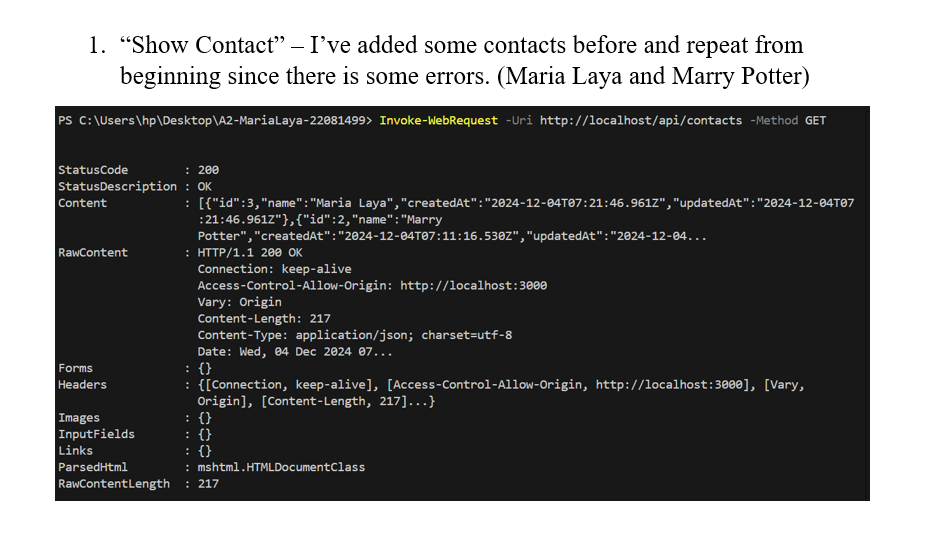 1. “Show Contact” – I’ve added some contacts before and repeat from
beginning since there is some errors. (Maria Laya and Marry Potter)
PS C:\Users\hp\Desktop\A2-MariaLaya-22081499> Invoke-WebRequest -Uri http://localhost/api/contacts -Method GET
StatusCode : 200
StatusDescription : OK
Content : [{"id":3,"name":"Maria Laya","createdAt":"2024-12-04T07:21:46.961Z","updatedAt":"2024-12-04T07
:21:46.961Z"},{"id":2,"name":"Marry
Potter","createdAt":"2024-12-04T07:11:16.530Z","updatedAt":"2024-12-04...
RawContent : HTTP/1.1 200 OK
Connection: keep-alive
Access-Control-Allow-Origin: http://localhost:3000
Vary: Origin
Content-Length: 217
Content-Type: application/json; charset=utf-8
Date: Wed, 04 Dec 2024 07...
Forms : {}
Headers : {[Connection, keep-alive], [Access-Control-Allow-Origin, http://localhost:3000], [Vary,
Origin], [Content-Length, 217]...}
Images : {}
InputFields : {}
Links : {}
ParsedHtml : mshtml.HTMLDocumentClass
RawContentLength : 217